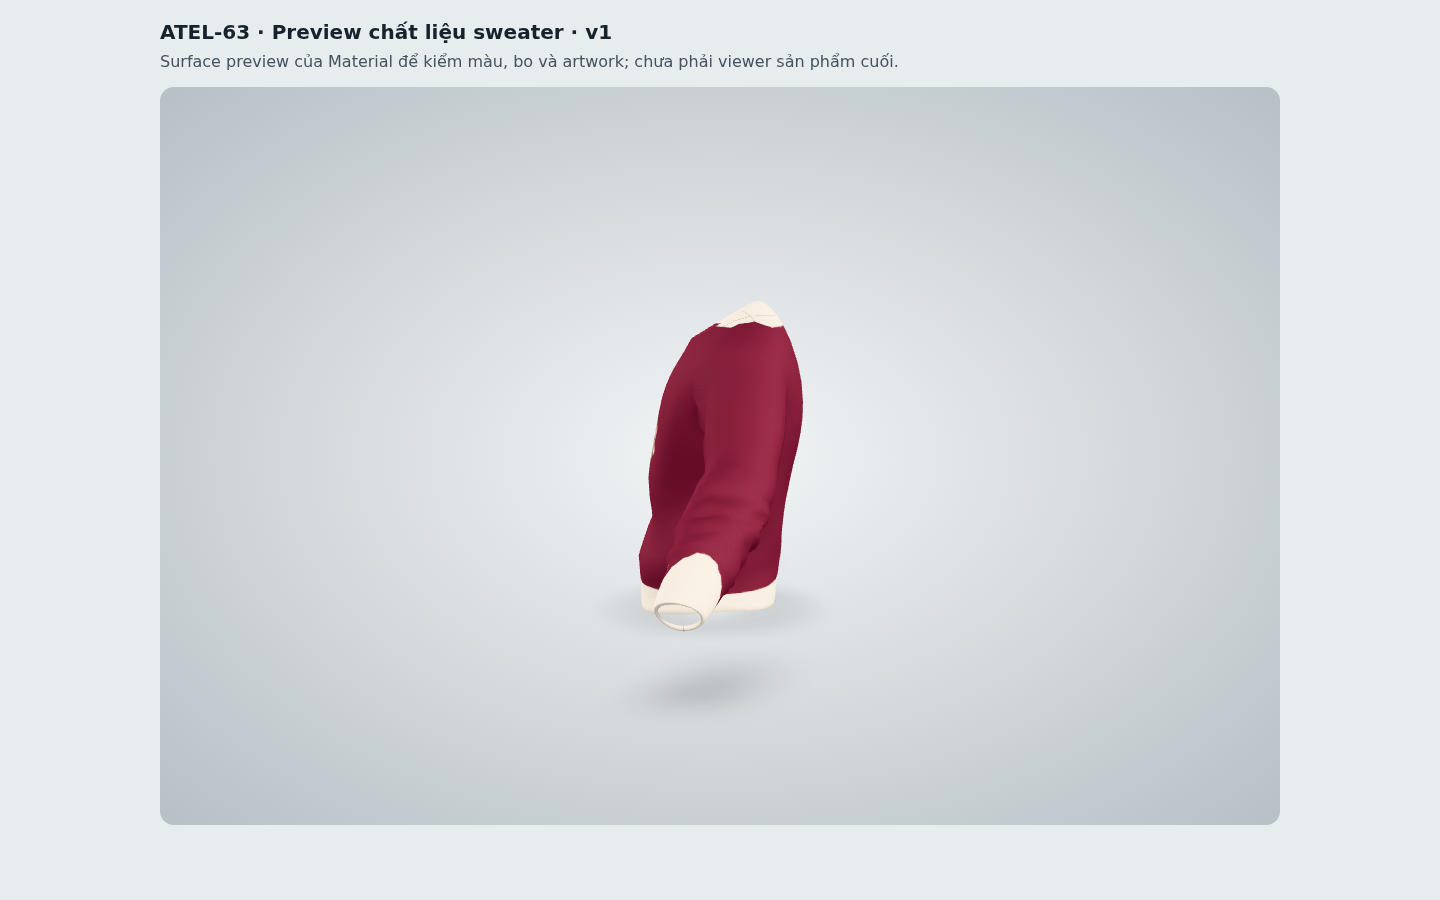 ATEL-63 · Preview chất liệu sweater · v1
Surface preview của Material để kiểm màu, bo và artwork; chưa phải viewer sản phẩm cuối.